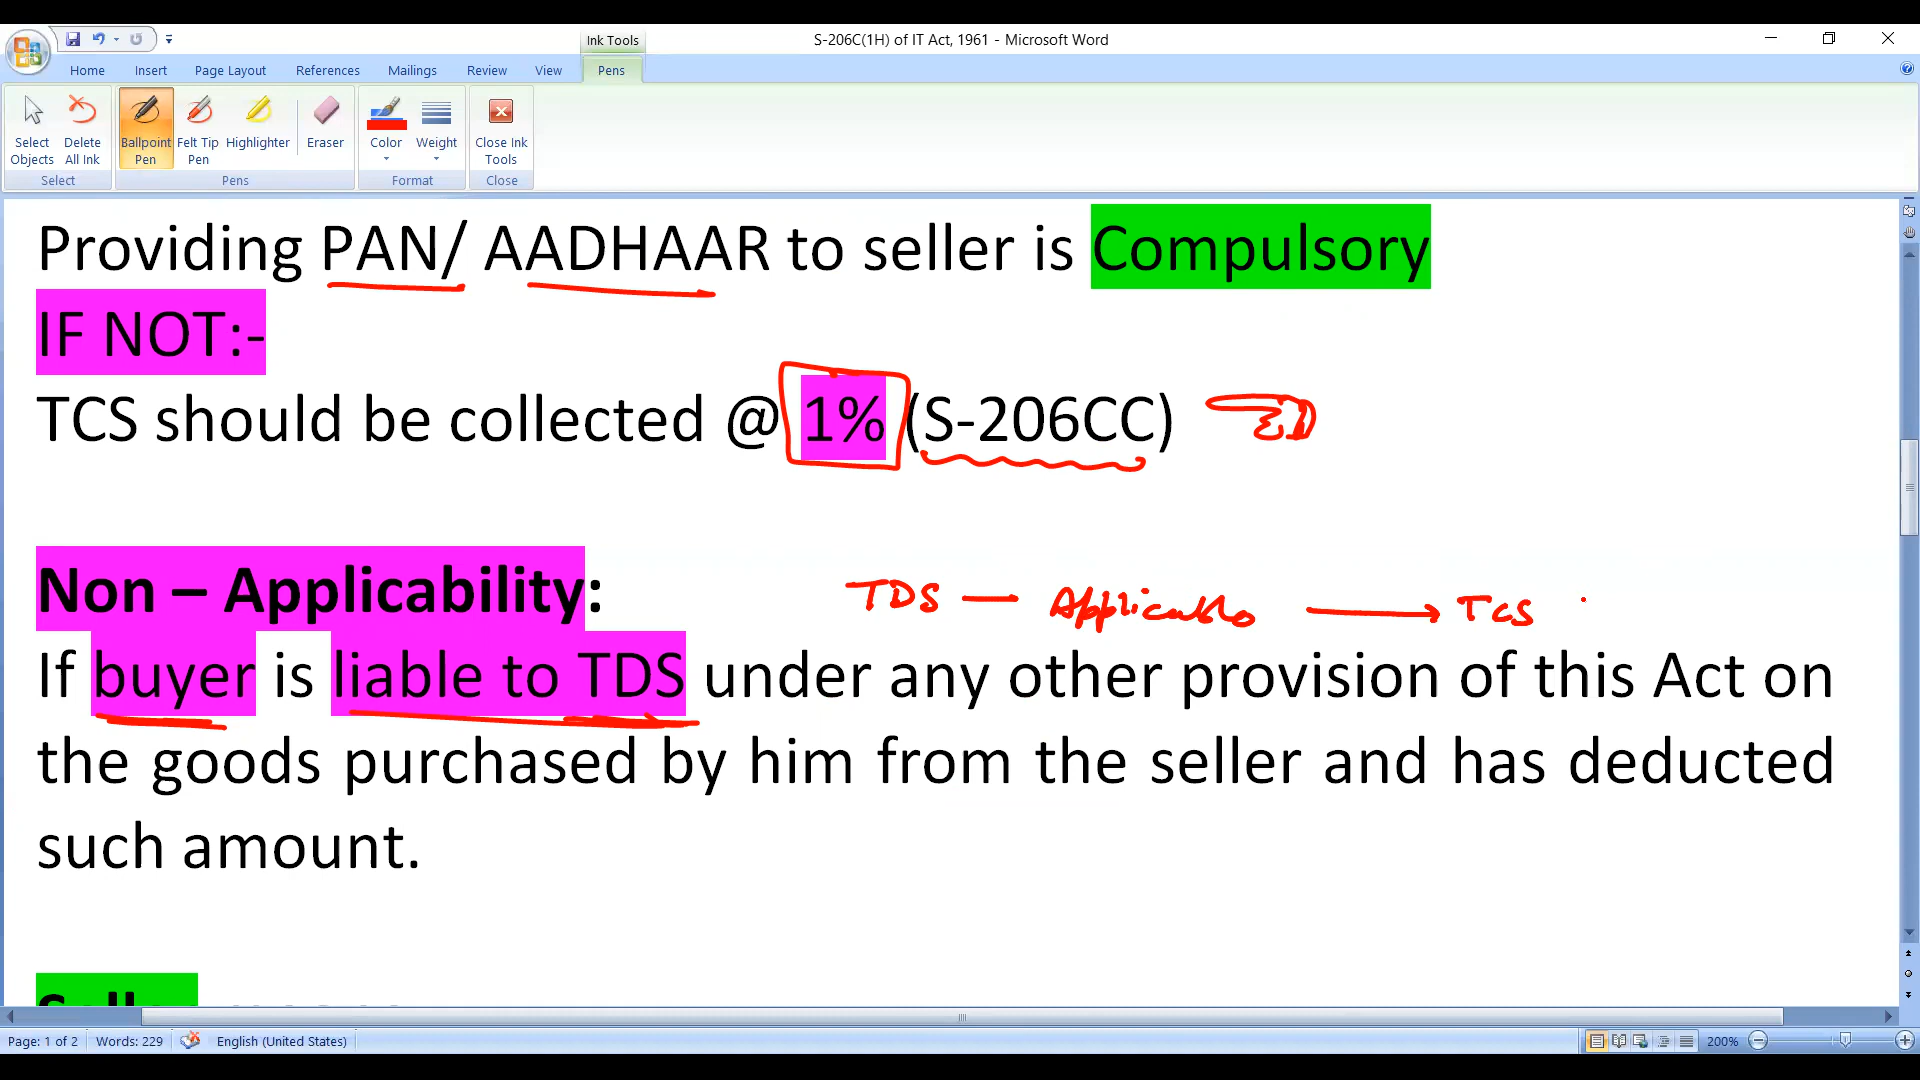 Ink Tools
S-206C(1H) of IT Act, 1961 - Microsoft Word
Home Insert Page Layout References Mailings Review View Pens
Select Objects
Delete All Ink
Ballpoint Pen
Felt Tip Pen
Highlighter
Eraser
Color
Weight
Close Ink Tools
Select Pens Format Close
Providing PAN/ AADHAAR to seller is Compulsory
IF NOT:-
TCS should be collected @ 1% (S-206CC)
Non – Applicability:
TDS — Applicable → TCS
If buyer is liable to TDS under any other provision of this Act on
the goods purchased by him from the seller and has deducted
such amount.
Page: 1 of 2 Words: 229 English (United States) 200%